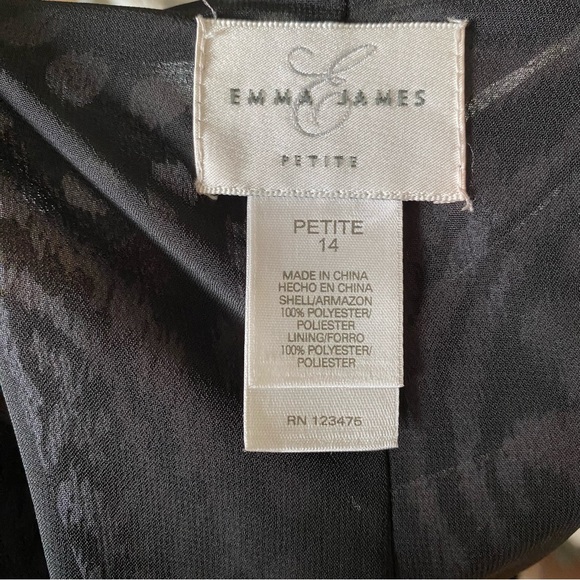 E
EMMA JAMES
PETITE
PETITE
14
MADE IN CHINA
HECHO EN CHINA
SHELL/ARMAZON
100% POLYESTER/
POLIESTER
LINING/FORRO
100% POLYESTER/
POLIESTER
RN 123476